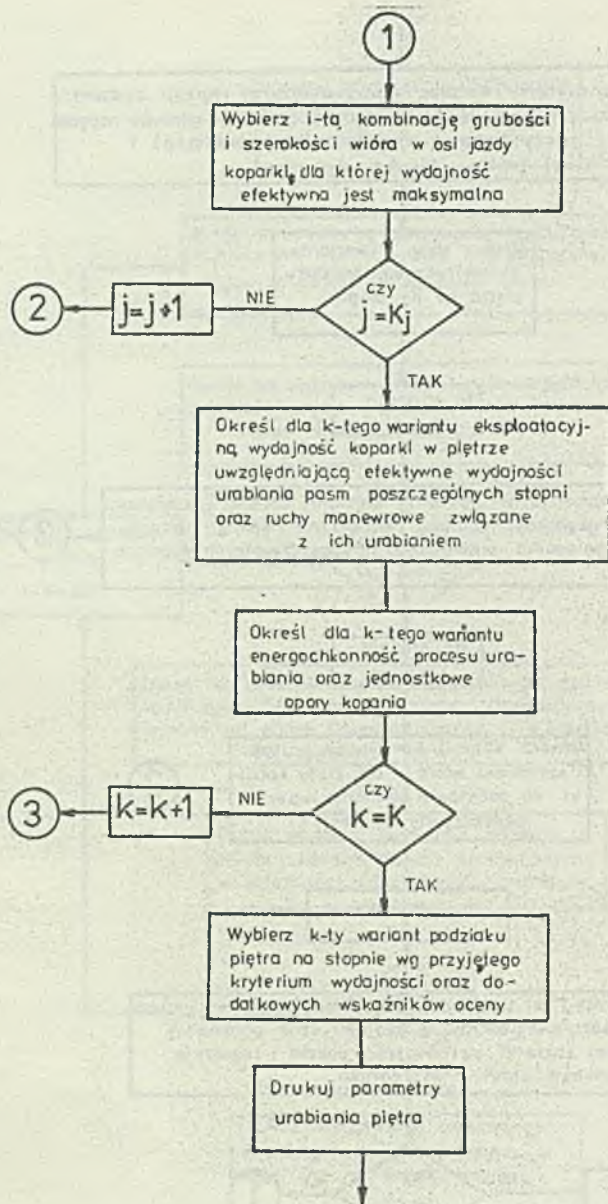 1
Wybierz i-tą kombinację grubości
i szerokości wióra w osi jazdy
koparki, dla której wydajność
efektywna jest maksymalna
czy
j = Kj
NIE
j=j+1
2
TAK
Określ dla k-tego wariantu eksploatacyj-
ną wydajność koparki w piętrze
uwzględniającą efektywne wydajności
urabiania pasm poszczególnych stopni
oraz ruchy manewrowe związane
z ich urabianiem
Określ dla k-tego wariantu
energochłonność procesu ura-
biania oraz jednostkowe
opory kopania
czy
k=K
NIE
k=k+1
3
TAK
Wybierz k-ty wariant podziału
piętra na stopnie wg przyjętego
kryterium wydajności oraz do-
datkowych wskaźników oceny
Drukuj parametry
urabiania piętra